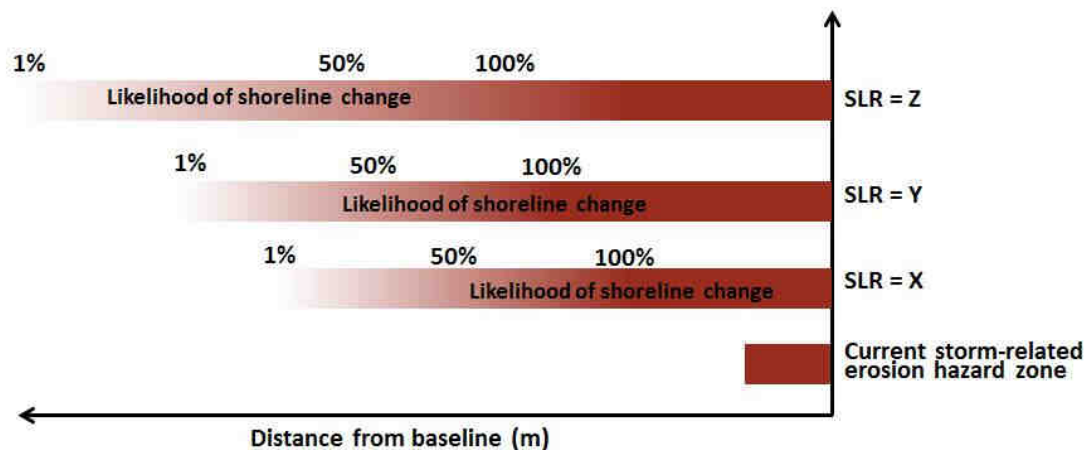 1% 50% 100%
Likelihood of shoreline change
SLR = Z
1% 50% 100%
Likelihood of shoreline change
SLR = Y
1% 50% 100%
Likelihood of shoreline change
SLR = X
Current storm-related
erosion hazard zone
Distance from baseline (m)